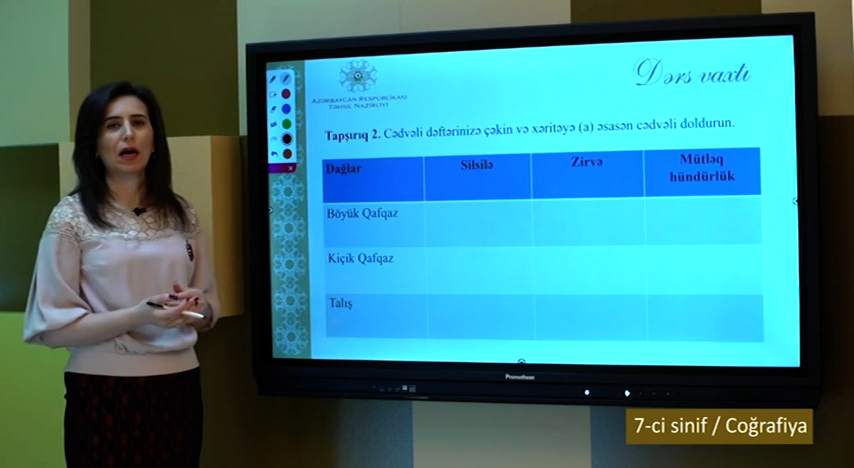 Dərs vaxtı
AZƏRBAYCAN RESPUBLİKASI
TƏHSİL NAZİRLİYİ
Tapşırıq 2. Cədvəli dəftərinizə çəkin və xəritəyə (a) əsasən cədvəli doldurun.
Dağlar Silsilə Zirvə Mütləq
hündürlük
Böyük Qafqaz
Kiçik Qafqaz
Talış
Promethean
7-ci sinif / Coğrafiya